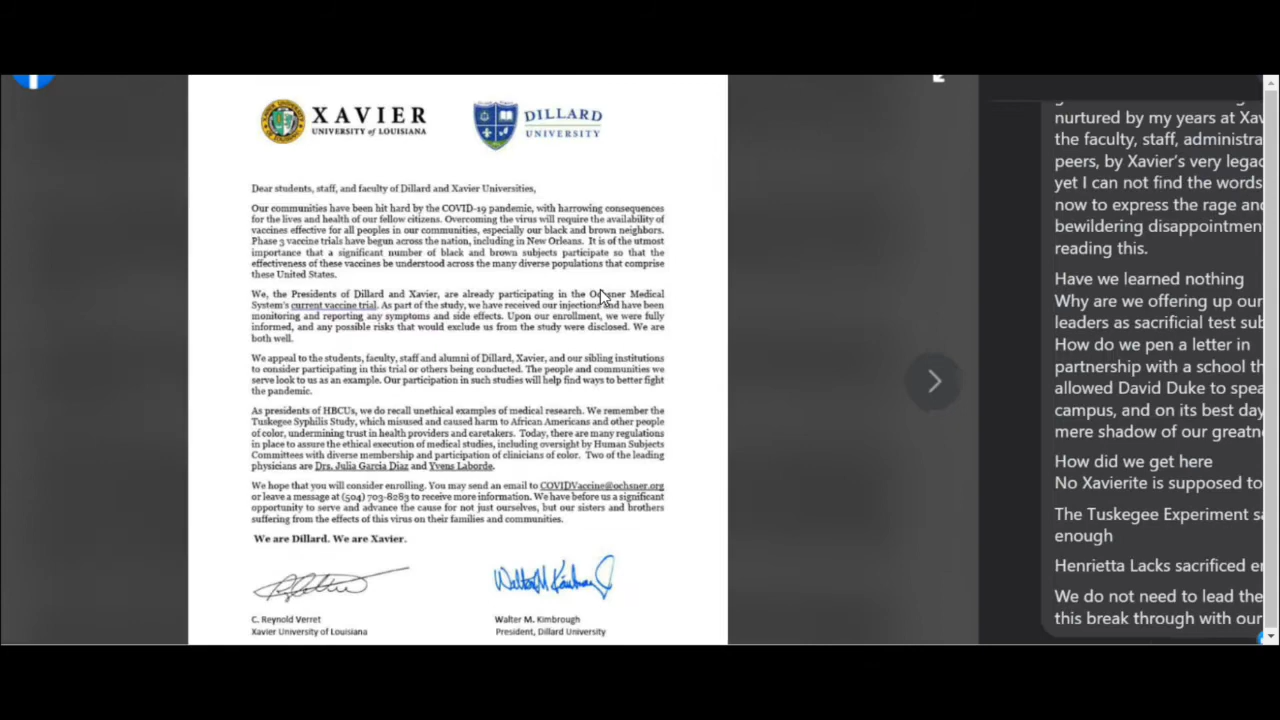 XAVIER
UNIVERSITY of LOUISIANA
DILLARD
UNIVERSITY
Dear students, staff, and faculty of Dillard and Xavier Universities,
Our communities have been hit hard by the COVID-19 pandemic, with harrowing consequences
for the lives and health of our fellow citizens. Overcoming the virus will require the availability of
vaccines effective for all peoples in our communities, especially our black and brown neighbors.
Phase 3 vaccine trials have begun across the nation, including in New Orleans. It is of the utmost
importance that a significant number of black and brown subjects participate so that the
effectiveness of these vaccines be understood across the many diverse populations that comprise
these United States.
We, the Presidents of Dillard and Xavier, are already participating in the Ochsner Medical
System's current vaccine trial. As part of the study, we have received our injections and have been
monitoring and reporting any symptoms and side effects. Upon our enrollment, we were fully
informed, and any possible risks that would exclude us from the study were disclosed. We are
both well.
We appeal to the students, faculty, staff and alumni of Dillard, Xavier, and our sibling institutions
to consider participating in this trial or others being conducted. The people and communities we
serve look to us as an example. Our participation in such studies will help find ways to better fight
the pandemic.
As presidents of HBCUs, we do recall unethical examples of medical research. We remember the
Tuskegee Syphilis Study, which misused and caused harm to African Americans and other people
of color, undermining trust in health providers and caretakers. Today, there are many regulations
in place to assure the ethical execution of medical studies, including oversight by Human Subjects
Committees with diverse membership and participation of clinicians of color. Two of the leading
physicians are Drs. Julia Garcia Diaz and Yvens Laborde.
We hope that you will consider enrolling. You may send an email to COVIDVaccine@ochsner.org
or leave a message at (504) 703-8283 to receive more information. We have before us a significant
opportunity to serve and advance the cause for not just ourselves, but our sisters and brothers
suffering from the effects of this virus on their families and communities.
We are Dillard. We are Xavier.
Walter M Kimbrough
C. Reynold Verret
Xavier University of Louisiana
Walter M. Kimbrough
President, Dillard University
nurtured by my years at Xav
the faculty, staff, administra
peers, by Xavier's very legac
yet I can not find the words
now to express the rage and
bewildering disappointment
reading this.
Have we learned nothing
Why are we offering up our
leaders as sacrificial test sub
How do we pen a letter in
partnership with a school th
allowed David Duke to spea
campus, and on its best day
mere shadow of our greatne
How did we get here
No Xavierite is supposed to
The Tuskegee Experiment sa
enough
Henrietta Lacks sacrificed en
We do not need to lead the
this break through with our